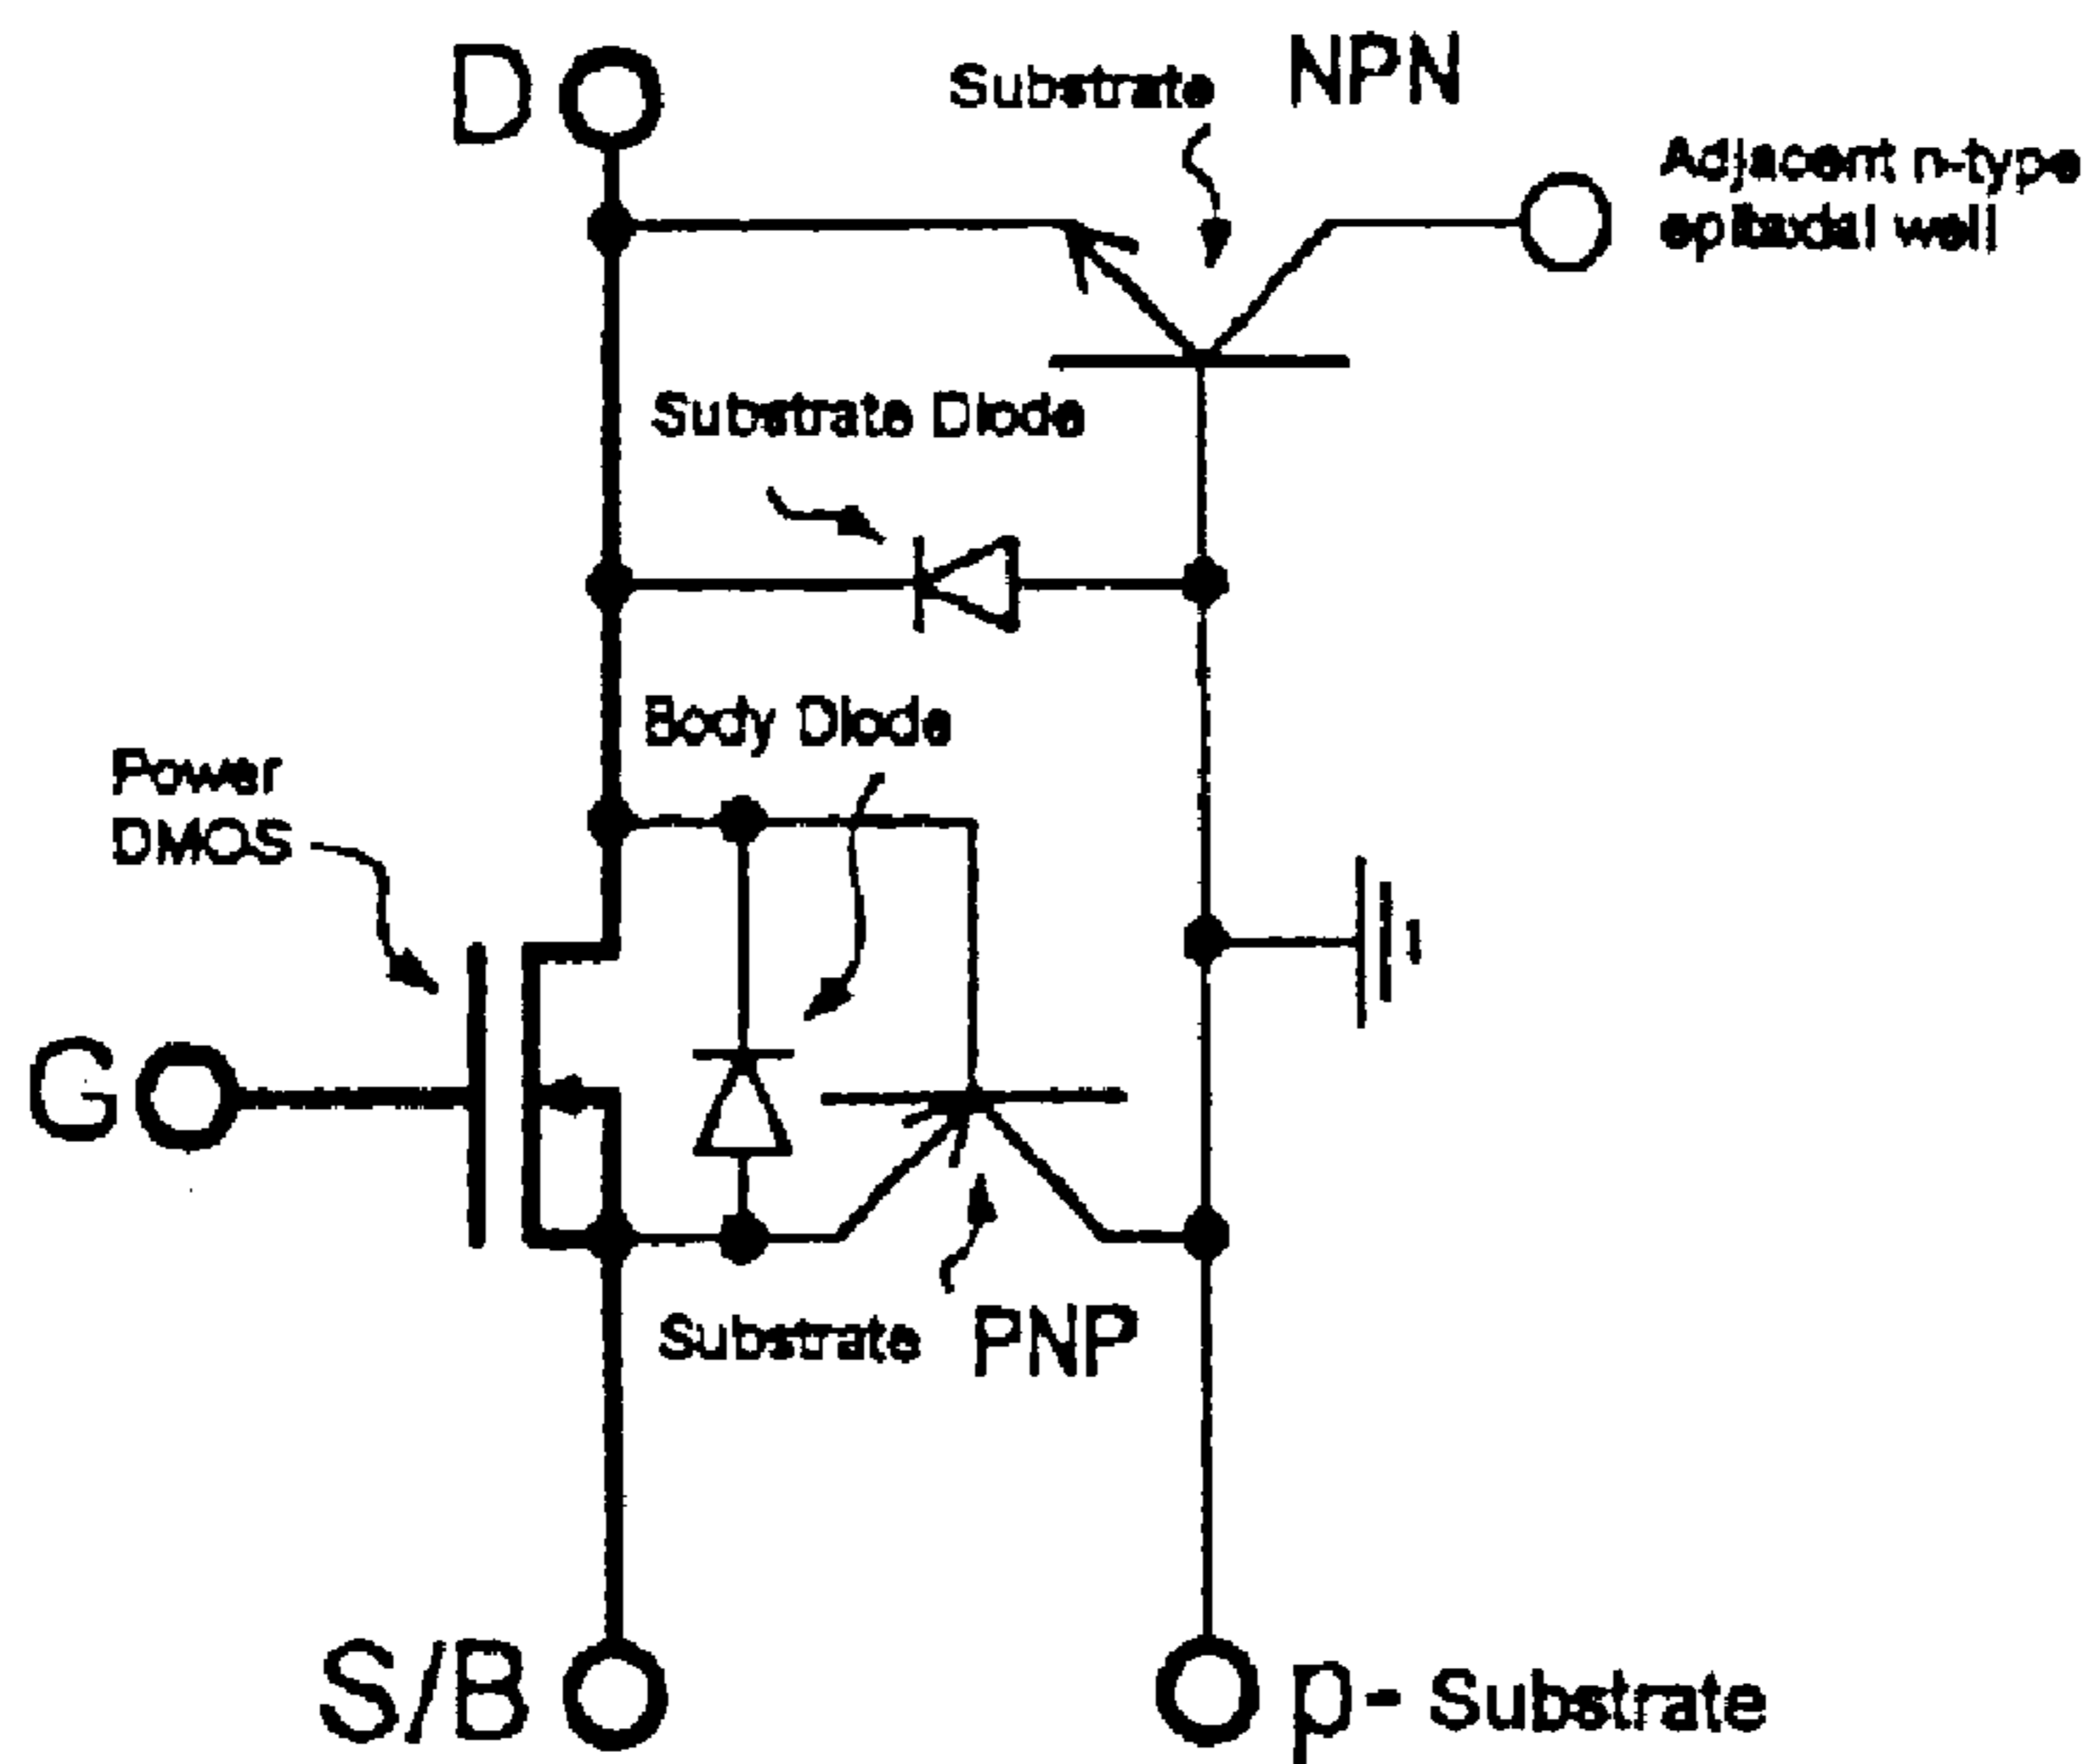 D
Substrate NPN
Adjacent n-type
epitaxial well
Substrate Diode
Body Diode
Power
DMOS
G
Substrate PNP
S/B
p- Substrate